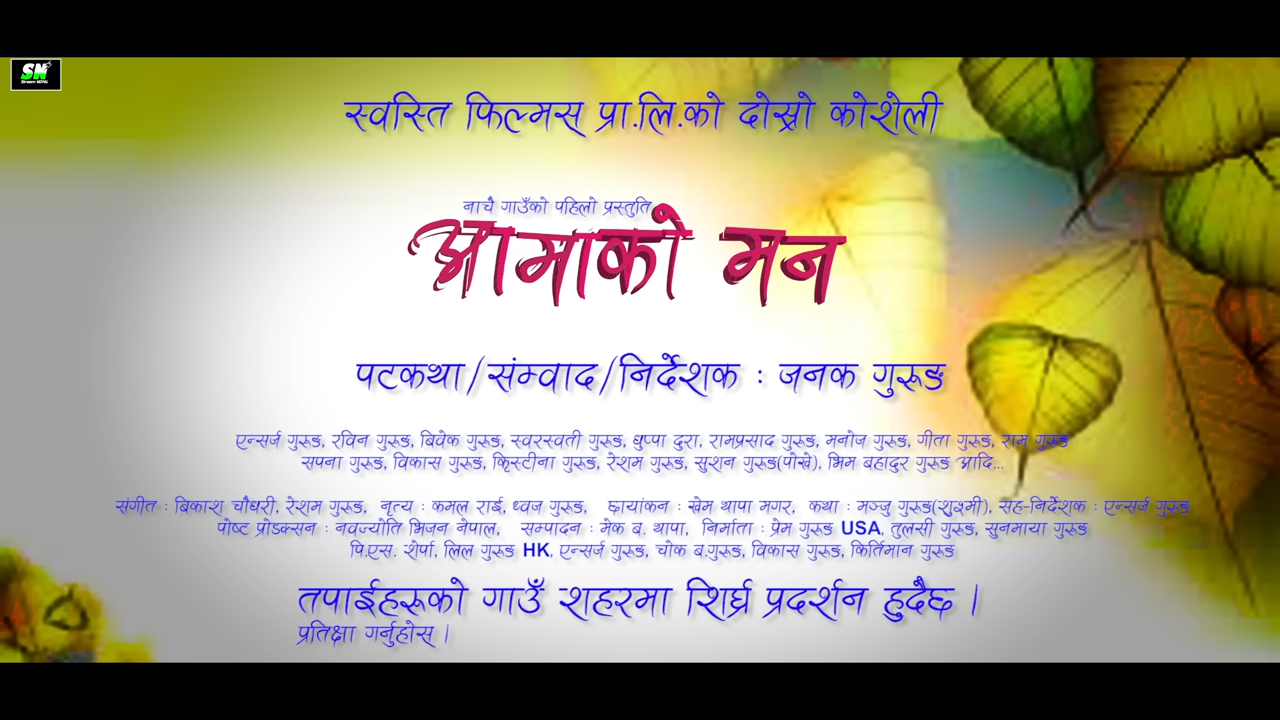 SN
Stream NEPAL
स्वस्ति फिल्मस् प्रा.लि.को दोस्रो कोशेली
नाचै गाउँको पहिलो प्रस्तुति
आमाको मन
पटकथा/संम्वाद/निर्देशक : जनक गुरुङ
एन्सर्ज गुरुङ, रविन गुरुङ, बिवेक गुरुङ, स्वरस्वती गुरुङ, धुप्पा दुरा, रामप्रसाद गुरुङ, मनोज गुरुङ, गीता गुरुङ, राम गुरुङ
सपना गुरुङ, विकास गुरुङ, क्रिस्टीना गुरुङ, रेशम गुरुङ, सुशन गुरुङ(पोखे), भिम बहादुर गुरुङ आदि...
संगीत : बिकाश चौधरी, रेशम गुरुङ, नृत्य : कमल राई, ध्वज गुरुङ, छायांकन : खेम थापा मगर, कथा : मञ्जु गुरुङ(शुष्मी), सह-निर्देशक : एन्सर्ज गुरुङ
पोष्ट प्रोडक्सन : नवज्योति भिजन नेपाल, सम्पादन : मेक ब. थापा, निर्माता : प्रेम गुरुङ USA, तुलसी गुरुङ, सुनमाया गुरुङ
पि.एस. शेर्पा, लिल गुरुङ HK, एन्सर्ज गुरुङ, चोक ब.गुरुङ, विकास गुरुङ, किर्तिमान गुरुङ
तपाईहरुको गाउँ शहरमा शिर्घ्र प्रदर्शन हुदैछ ।
प्रतिक्षा गर्नुहोस् ।